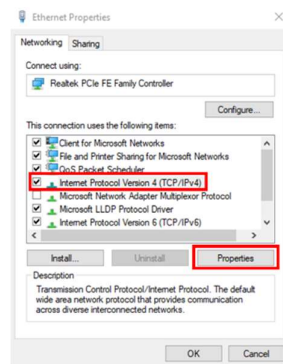 Ethernet Properties
Networking Sharing
Connect using:
Realtek PCIe FE Family Controller
Configure...
This connection uses the following items:
Client for Microsoft Networks
File and Printer Sharing for Microsoft Networks
QoS Packet Scheduler
Internet Protocol Version 4 (TCP/IPv4)
Microsoft Network Adapter Multiplexor Protocol
Microsoft LLDP Protocol Driver
Internet Protocol Version 6 (TCP/IPv6)
Install... Uninstall Properties
Description
Transmission Control Protocol/Internet Protocol. The default
wide area network protocol that provides communication
across diverse interconnected networks.
OK Cancel